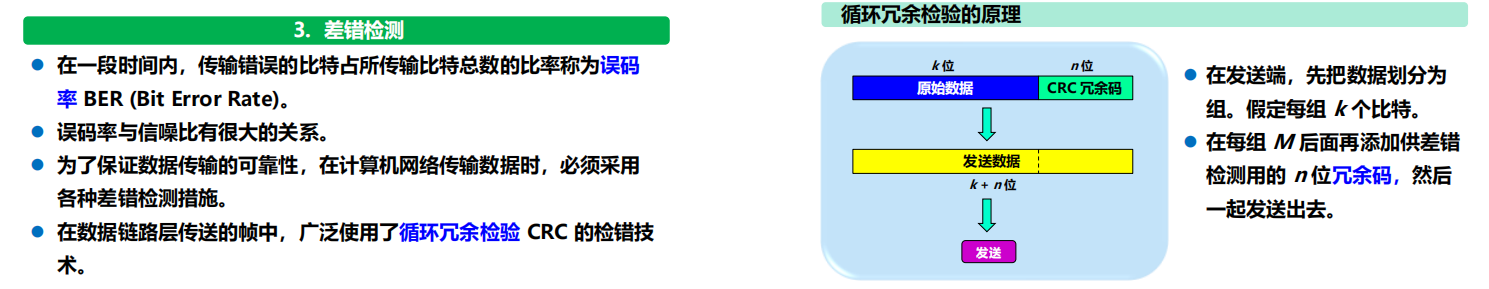 3. 差错检测
● 在一段时间内，传输错误的比特占所传输比特总数的比率称为误码
率 BER (Bit Error Rate)。
● 误码率与信噪比有很大的关系。
● 为了保证数据传输的可靠性，在计算机网络传输数据时，必须采用
各种差错检测措施。
● 在数据链路层传送的帧中，广泛使用了循环冗余检验 CRC 的检错技
术。
循环冗余检验的原理
k 位
n 位
原始数据
CRC 冗余码
发送数据
k + n 位
发送
● 在发送端，先把数据划分为
组。假定每组 k 个比特。
● 在每组 M 后面再添加供差错
检测用的 n 位冗余码，然后
一起发送出去。